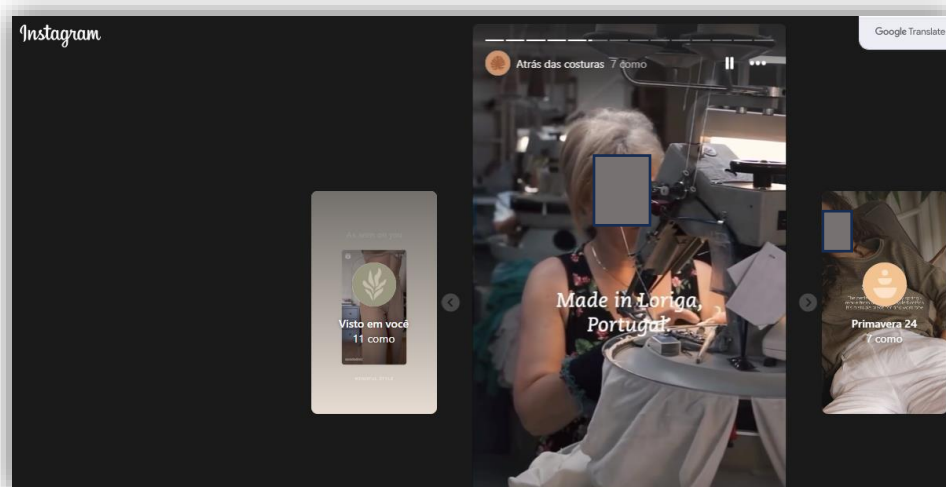 Instagram
Google Translate
Atrás das costuras 7 como
Made in Loriga,
Portugal.
Visto em você
11 como
Primavera 24
7 como